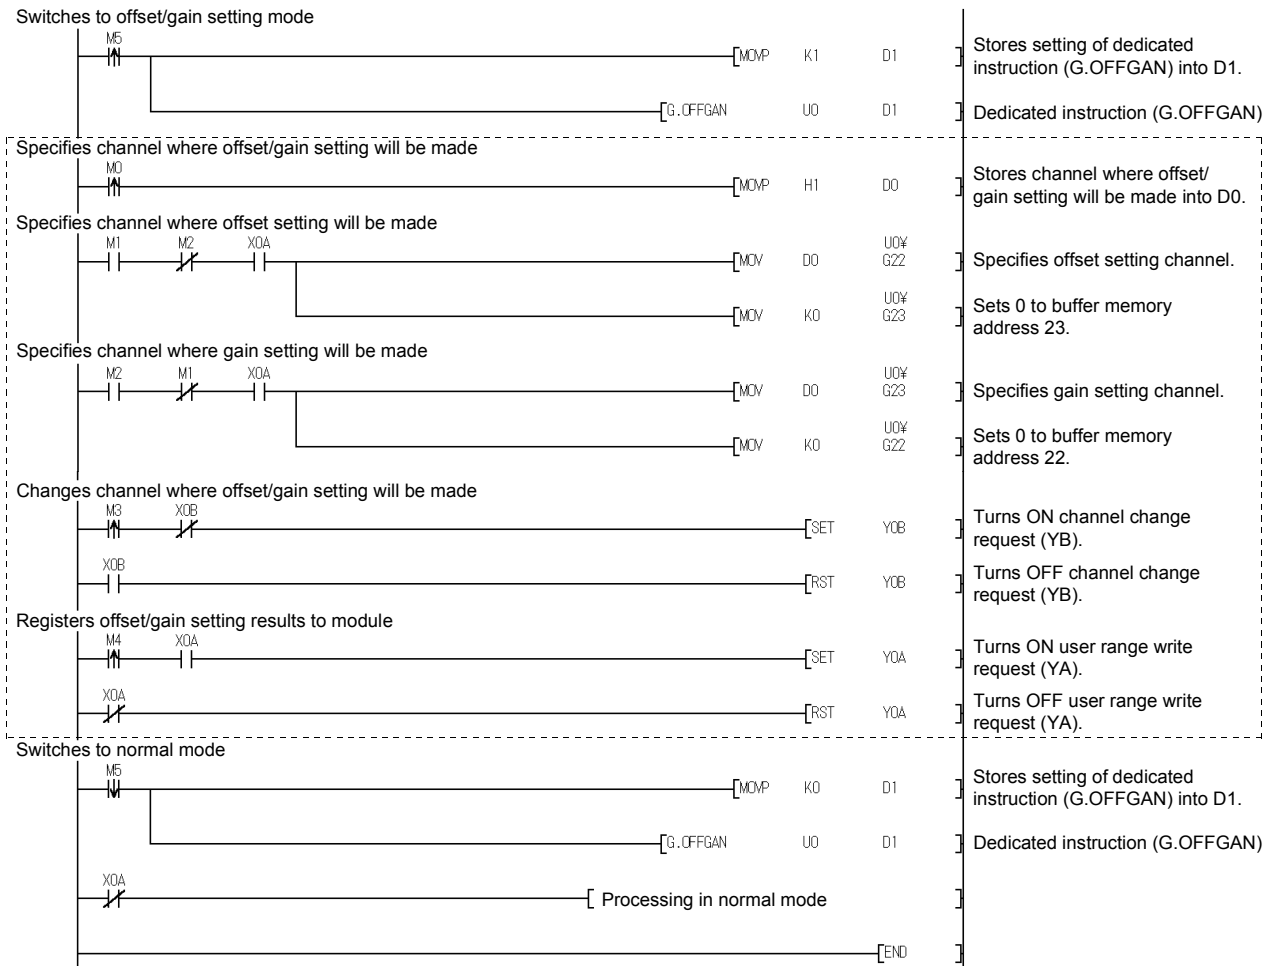 Switches to offset/gain setting mode
M5
MOVP K1 D1
Stores setting of dedicated
instruction (G.OFFGAN) into D1.
G.OFFGAN U0 D1
Dedicated instruction (G.OFFGAN)
Specifies channel where offset/gain setting will be made
M0
MOVP H1 D0
Stores channel where offset/
gain setting will be made into D0.
Specifies channel where offset setting will be made
M1 M2 X0A
U0¥
MOV D0 G22
Specifies offset setting channel.
U0¥
MOV K0 G23
Sets 0 to buffer memory
address 23.
Specifies channel where gain setting will be made
M2 M1 X0A
U0¥
MOV D0 G23
Specifies gain setting channel.
U0¥
MOV K0 G22
Sets 0 to buffer memory
address 22.
Changes channel where offset/gain setting will be made
M3 X0B
SET Y0B
Turns ON channel change
request (YB).
X0B
RST Y0B
Turns OFF channel change
request (YB).
Registers offset/gain setting results to module
M4 X0A
SET Y0A
Turns ON user range write
request (YA).
X0A
RST Y0A
Turns OFF user range write
request (YA).
Switches to normal mode
M5
MOVP K0 D1
Stores setting of dedicated
instruction (G.OFFGAN) into D1.
G.OFFGAN U0 D1
Dedicated instruction (G.OFFGAN)
X0A
Processing in normal mode
END